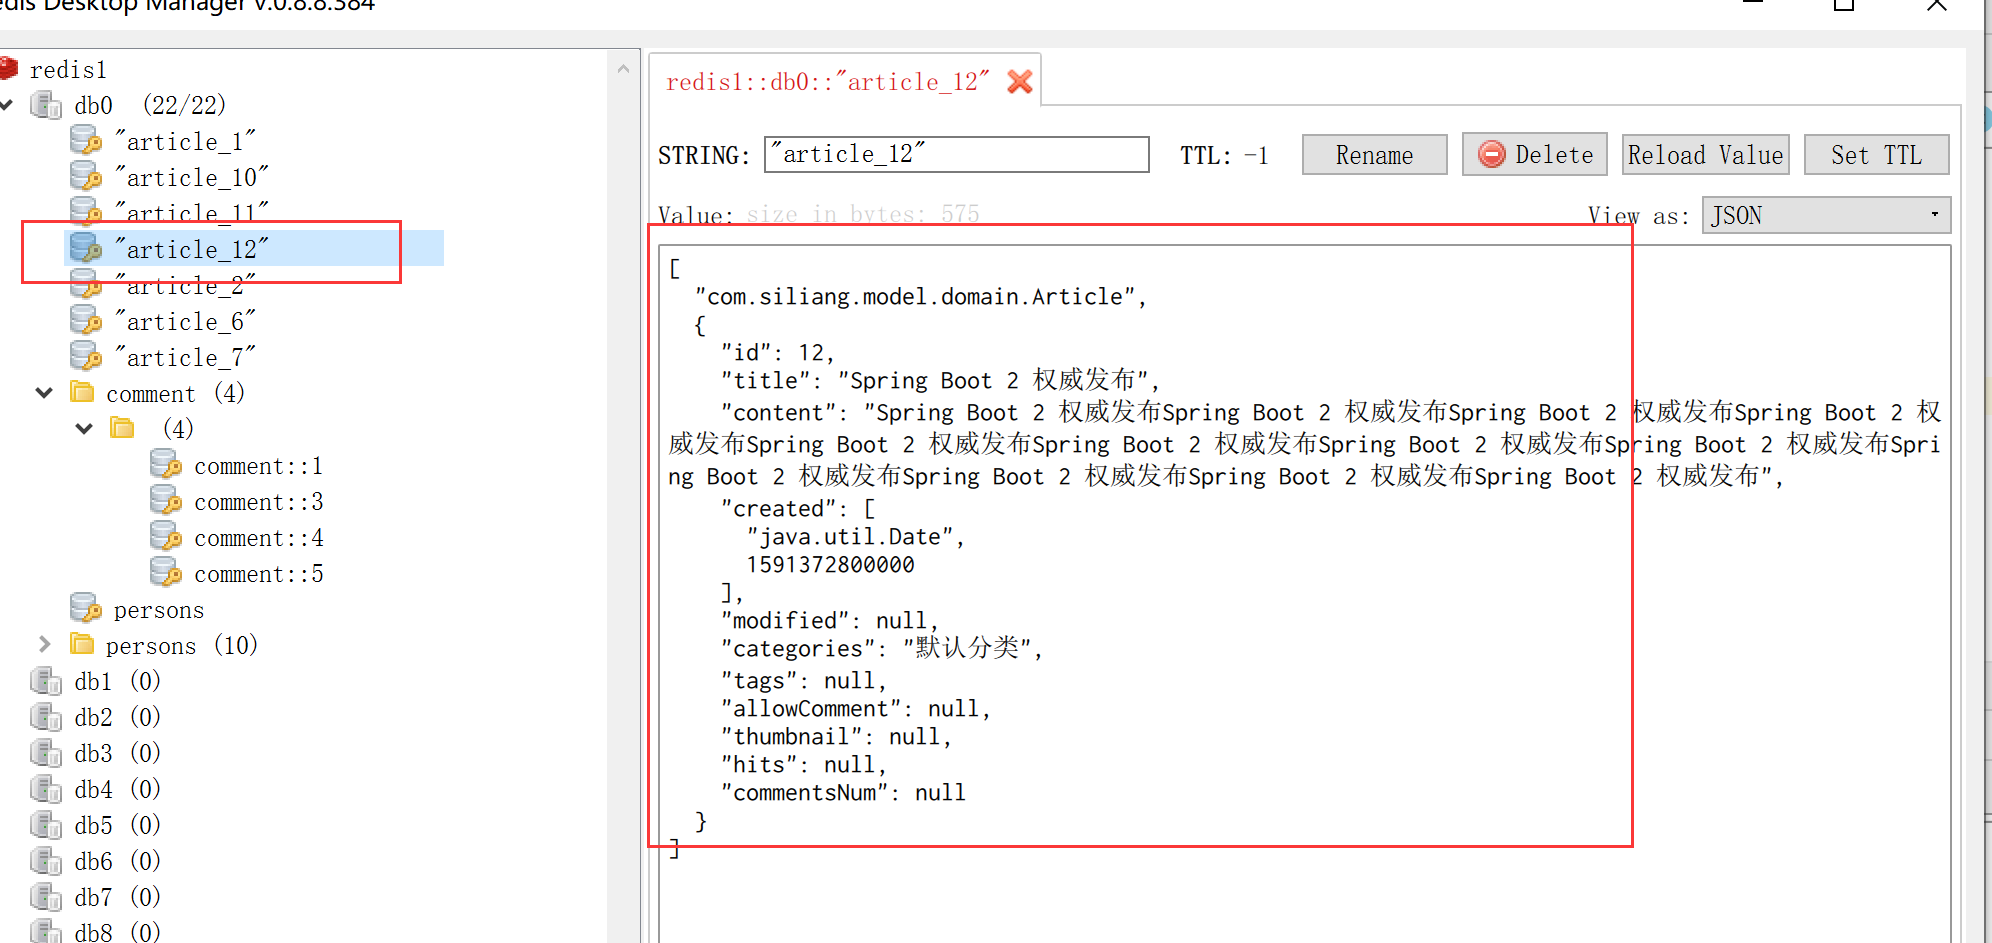 Redis Desktop Manager v.0.8.8.384
redis1
db0 (22/22)
"article_1"
"article_10"
"article_11"
"article_12"
"article_2"
"article_6"
"article_7"
comment (4)
(4)
comment::1
comment::3
comment::4
comment::5
persons
persons (10)
db1 (0)
db2 (0)
db3 (0)
db4 (0)
db5 (0)
db6 (0)
db7 (0)
db8 (0)
redis1::db0::"article_12"
STRING: "article_12" TTL: -1 Rename Delete Reload Value Set TTL
Value: size in bytes: 575 View as: JSON
[
"com.siliang.model.domain.Article",
{
"id": 12,
"title": "Spring Boot 2 权威发布",
"content": "Spring Boot 2 权威发布Spring Boot 2 权威发布Spring Boot 2 权威发布Spring Boot 2 权
威发布Spring Boot 2 权威发布Spring Boot 2 权威发布Spring Boot 2 权威发布Spring Boot 2 权威发布Spri
ng Boot 2 权威发布Spring Boot 2 权威发布Spring Boot 2 权威发布Spring Boot 2 权威发布",
"created": [
"java.util.Date",
1591372800000
],
"modified": null,
"categories": "默认分类",
"tags": null,
"allowComment": null,
"thumbnail": null,
"hits": null,
"commentsNum": null
}
]